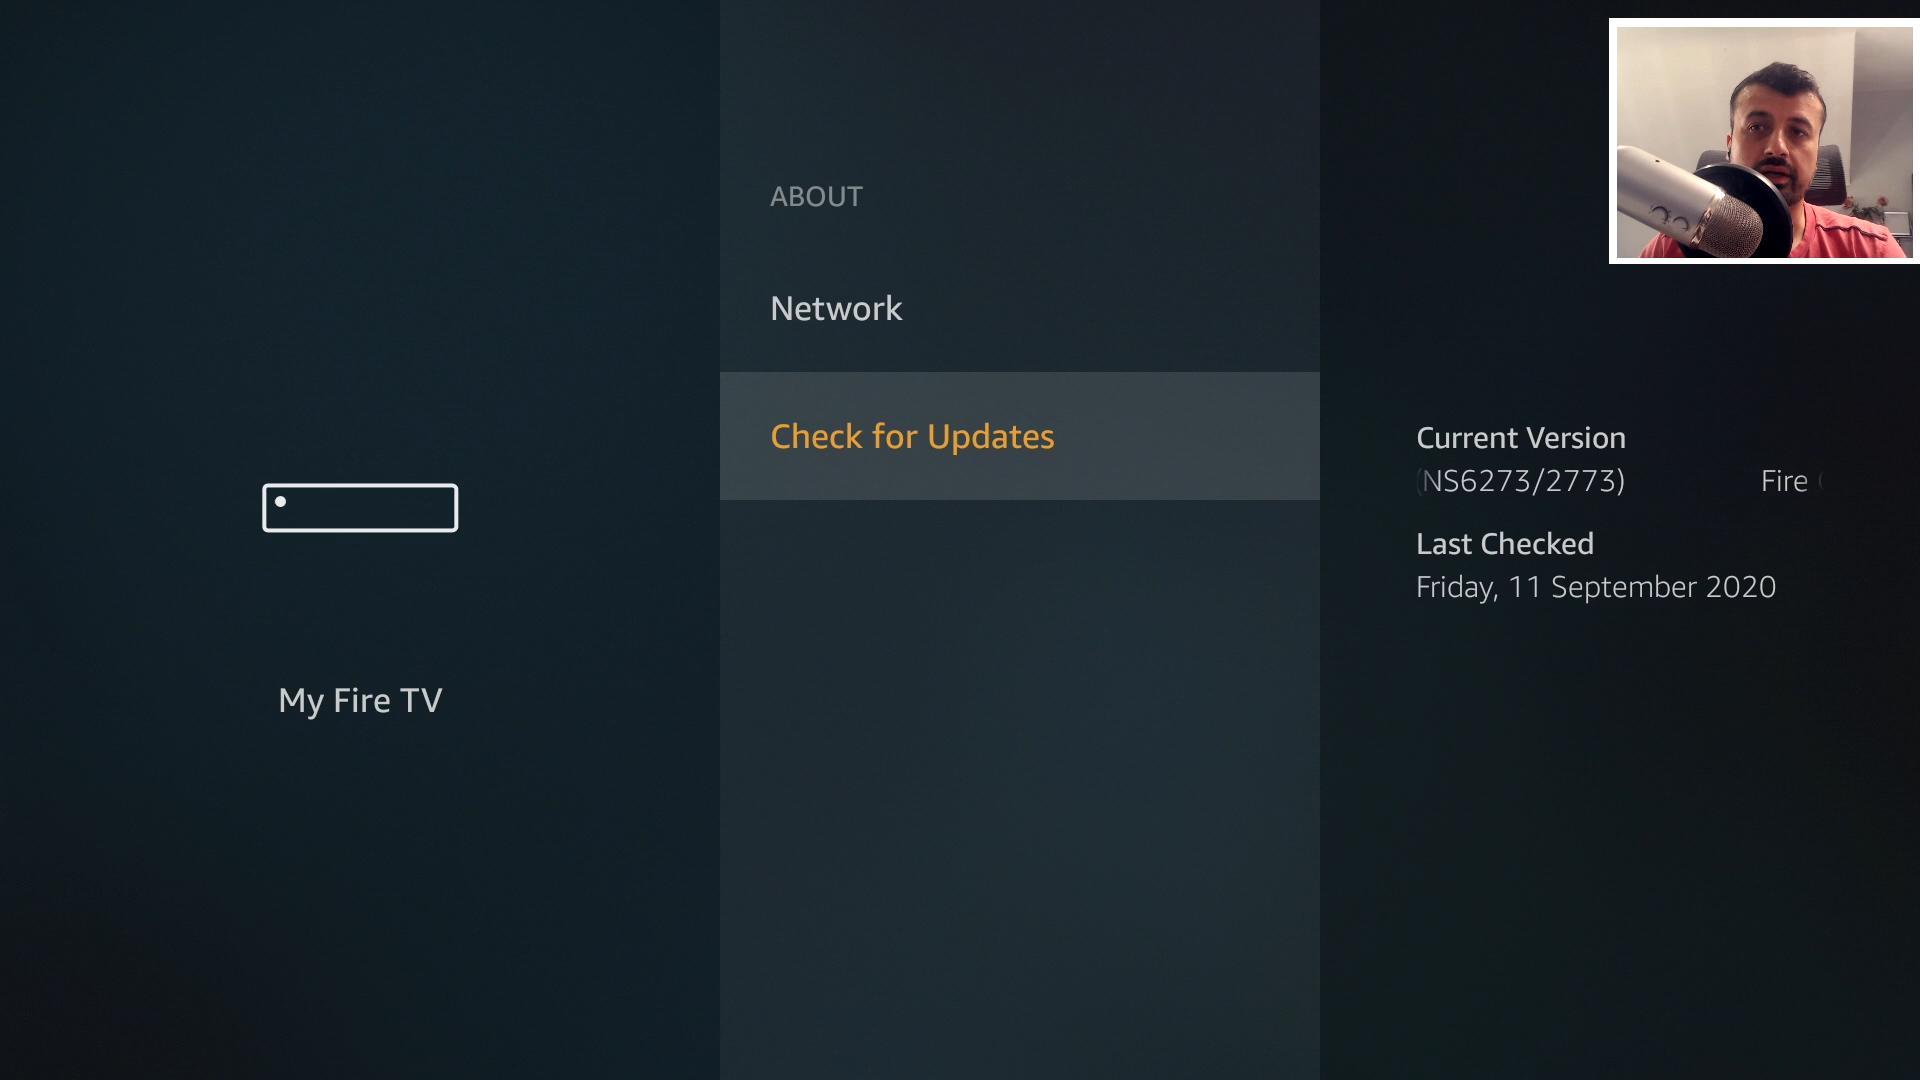 ABOUT
Network
Check for Updates
My Fire TV
Current Version
(NS6273/2773) Fire (
Last Checked
Friday, 11 September 2020